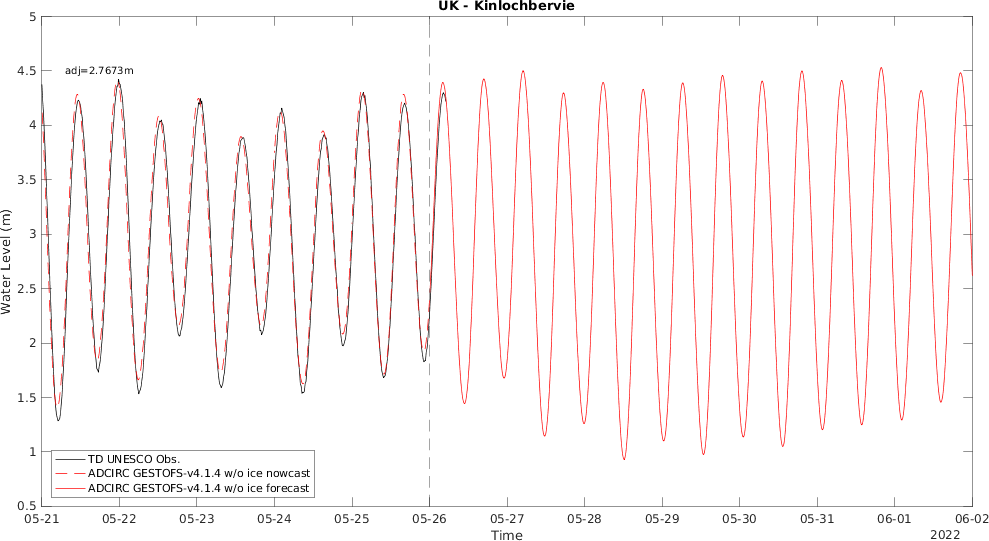 UK - Kinlochbervie
adj=2.7673m
5
4.5
4
3.5
3
2.5
2
1.5
1
0.5
Water Level (m)
TD UNESCO Obs.
ADCIRC GESTOFS-v4.1.4 w/o ice nowcast
ADCIRC GESTOFS-v4.1.4 w/o ice forecast
05-21 05-22 05-23 05-24 05-25 05-26 05-27 05-28 05-29 05-30 05-31 06-01 06-02
Time
2022